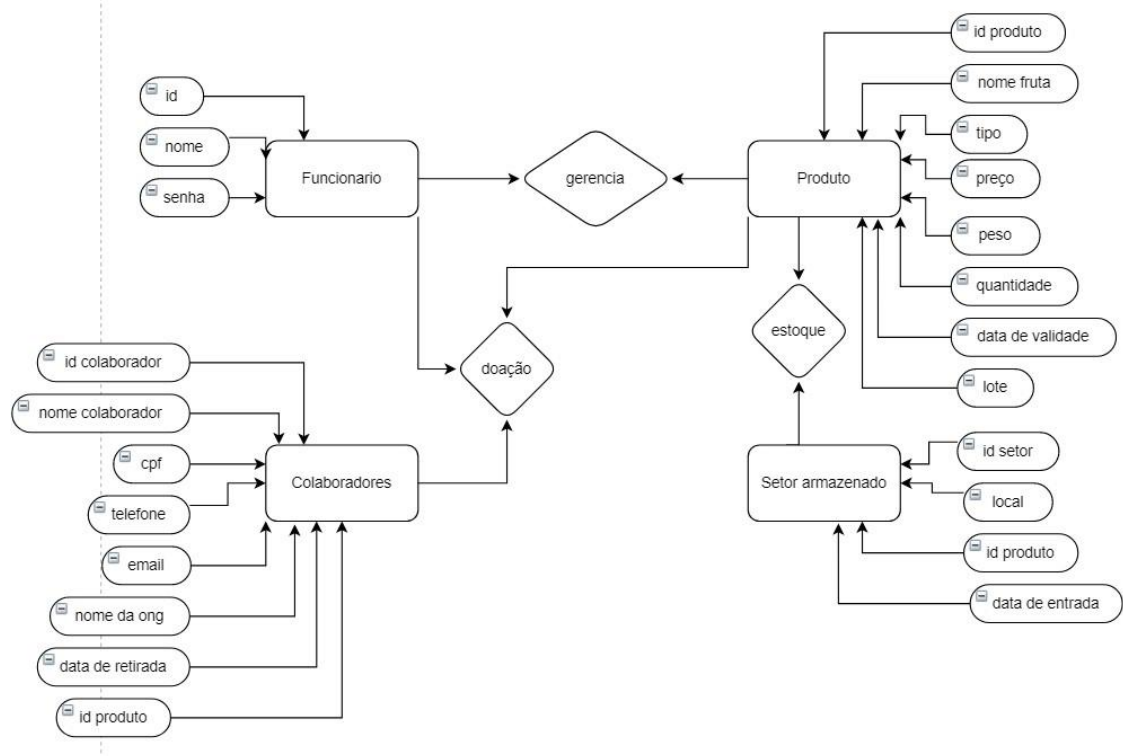 id produto
nome fruta
id
nome
senha
Funcionario
gerencia
Produto
tipo
preço
peso
quantidade
data de validade
lote
estoque
doação
id colaborador
nome colaborador
cpf
telefone
email
nome da ong
data de retirada
id produto
Colaboradores
Setor armazenado
id setor
local
id produto
data de entrada